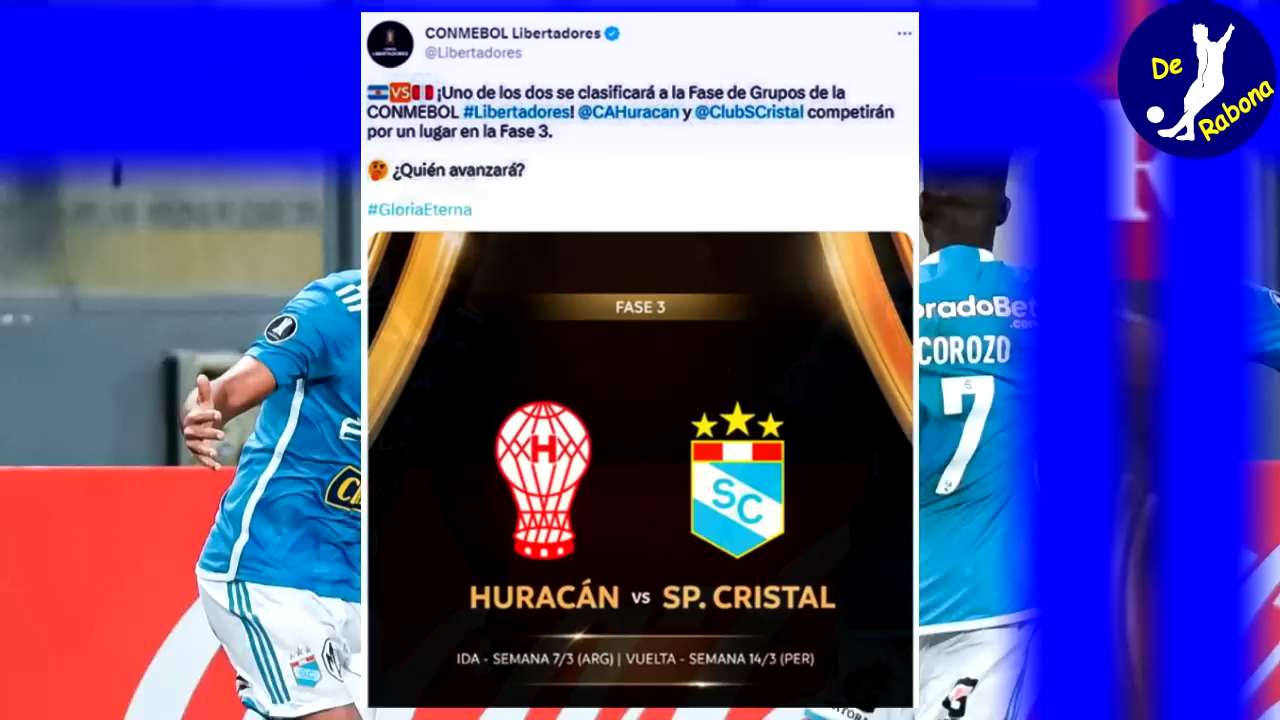 CONMEBOL Libertadores
@Libertadores
VS ¡Uno de los dos se clasificará a la Fase de Grupos de la
CONMEBOL #Libertadores! @CAHuracan y @ClubSCristal competirán
por un lugar en la Fase 3.
¿Quién avanzará?
#GloriaEterna
FASE 3
H
SC
HURACÁN vs SP. CRISTAL
IDA - SEMANA 7/3 (ARG) | VUELTA - SEMANA 14/3 (PER)
De
Rabona
oradoBet
.com
COROZO
7
SC